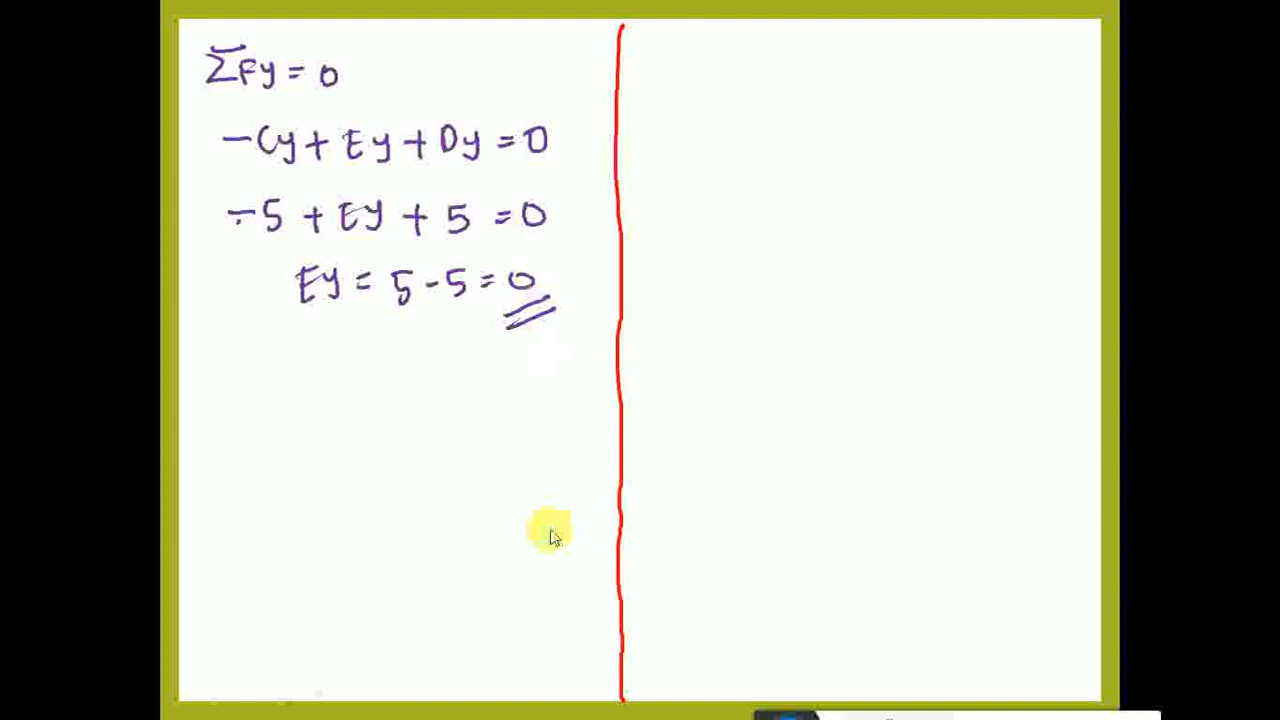 ΣFy = 0
-Cy + Ey + Dy = 0
-5 + Ey + 5 = 0
Ey = 5 - 5 = 0